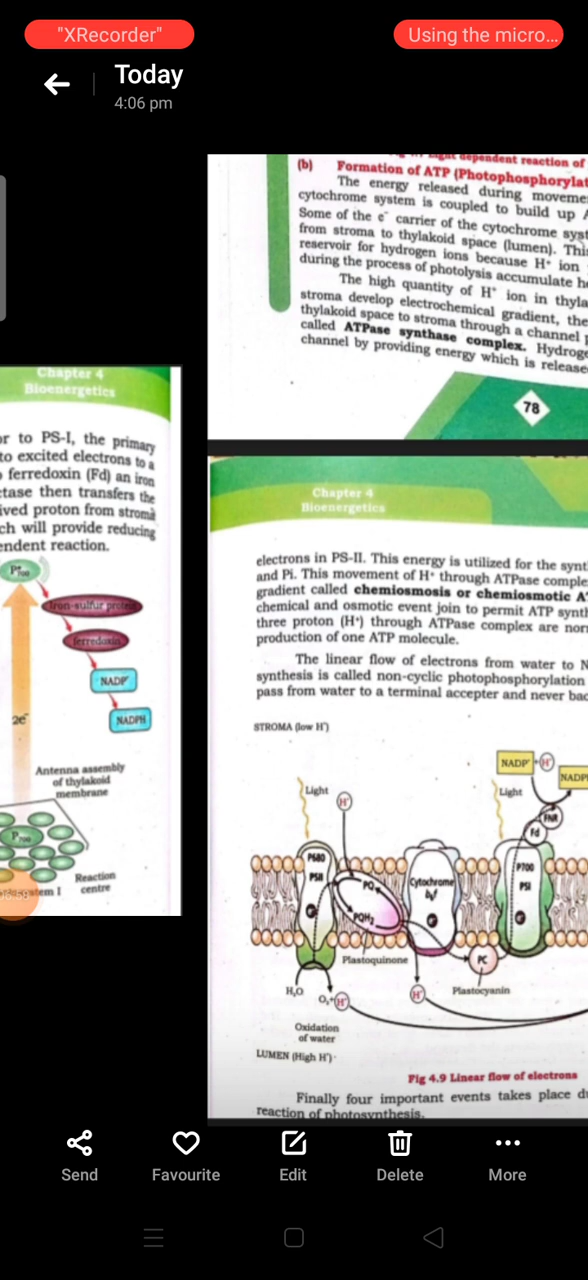 "XRecorder"
Using the micro...
Today
4:06 pm
dependent reaction of
(b) Formation of ATP (Photophosphorylat
The energy released during moveme
cytochrome system is coupled to build up
Some of the e⁻ carrier of the cytochrome syst
from stroma to thylakoid space (lumen). Thi
reservoir for hydrogen ions because H⁺ ion
during the process of photolysis accumulate h
The high quantity of H⁺ ion in thyla
stroma develop electrochemical gradient, the
thylakoid space to stroma through a channel p
called ATPase synthase complex. Hydroge
channel by providing energy which is release
78
Chapter 4
Bioenergetics
or to PS-I, the primary
to excited electrons to a
ferredoxin (Fd) an iron
ctase then transfers the
ived proton from stroma
ch will provide reducing
endent reaction.
P700
Iron-sulfur protein
ferredoxin
NADP⁺
NADPH
2e⁻
Antenna assembly
of thylakoid
membrane
P700
Reaction
centre
system I
Chapter 4
Bioenergetics
electrons in PS-II. This energy is utilized for the synt
and Pi. This movement of H⁺ through ATPase comple
gradient called chemiosmosis or chemiosmotic A
chemical and osmotic event join to permit ATP synth
three proton (H⁺) through ATPase complex are nor
production of one ATP molecule.
The linear flow of electrons from water to N
synthesis is called non-cyclic photophosphorylation
pass from water to a terminal accepter and never bac
STROMA (low H⁺)
NADP⁺ + H⁺
NADP
Light
H⁺
Light
FNR
Fd
P680
PSII
PQ
PQH₂
Cytochrome
b₆f
P700
PSI
PC
Plastoquinone
Plastocyanin
H₂O
O₂+H⁺
H⁺
Oxidation
of water
LUMEN (High H⁺)
Fig 4.9 Linear flow of electrons
Finally four important events takes place d
reaction of photosynthesis.
Send
Favourite
Edit
Delete
More